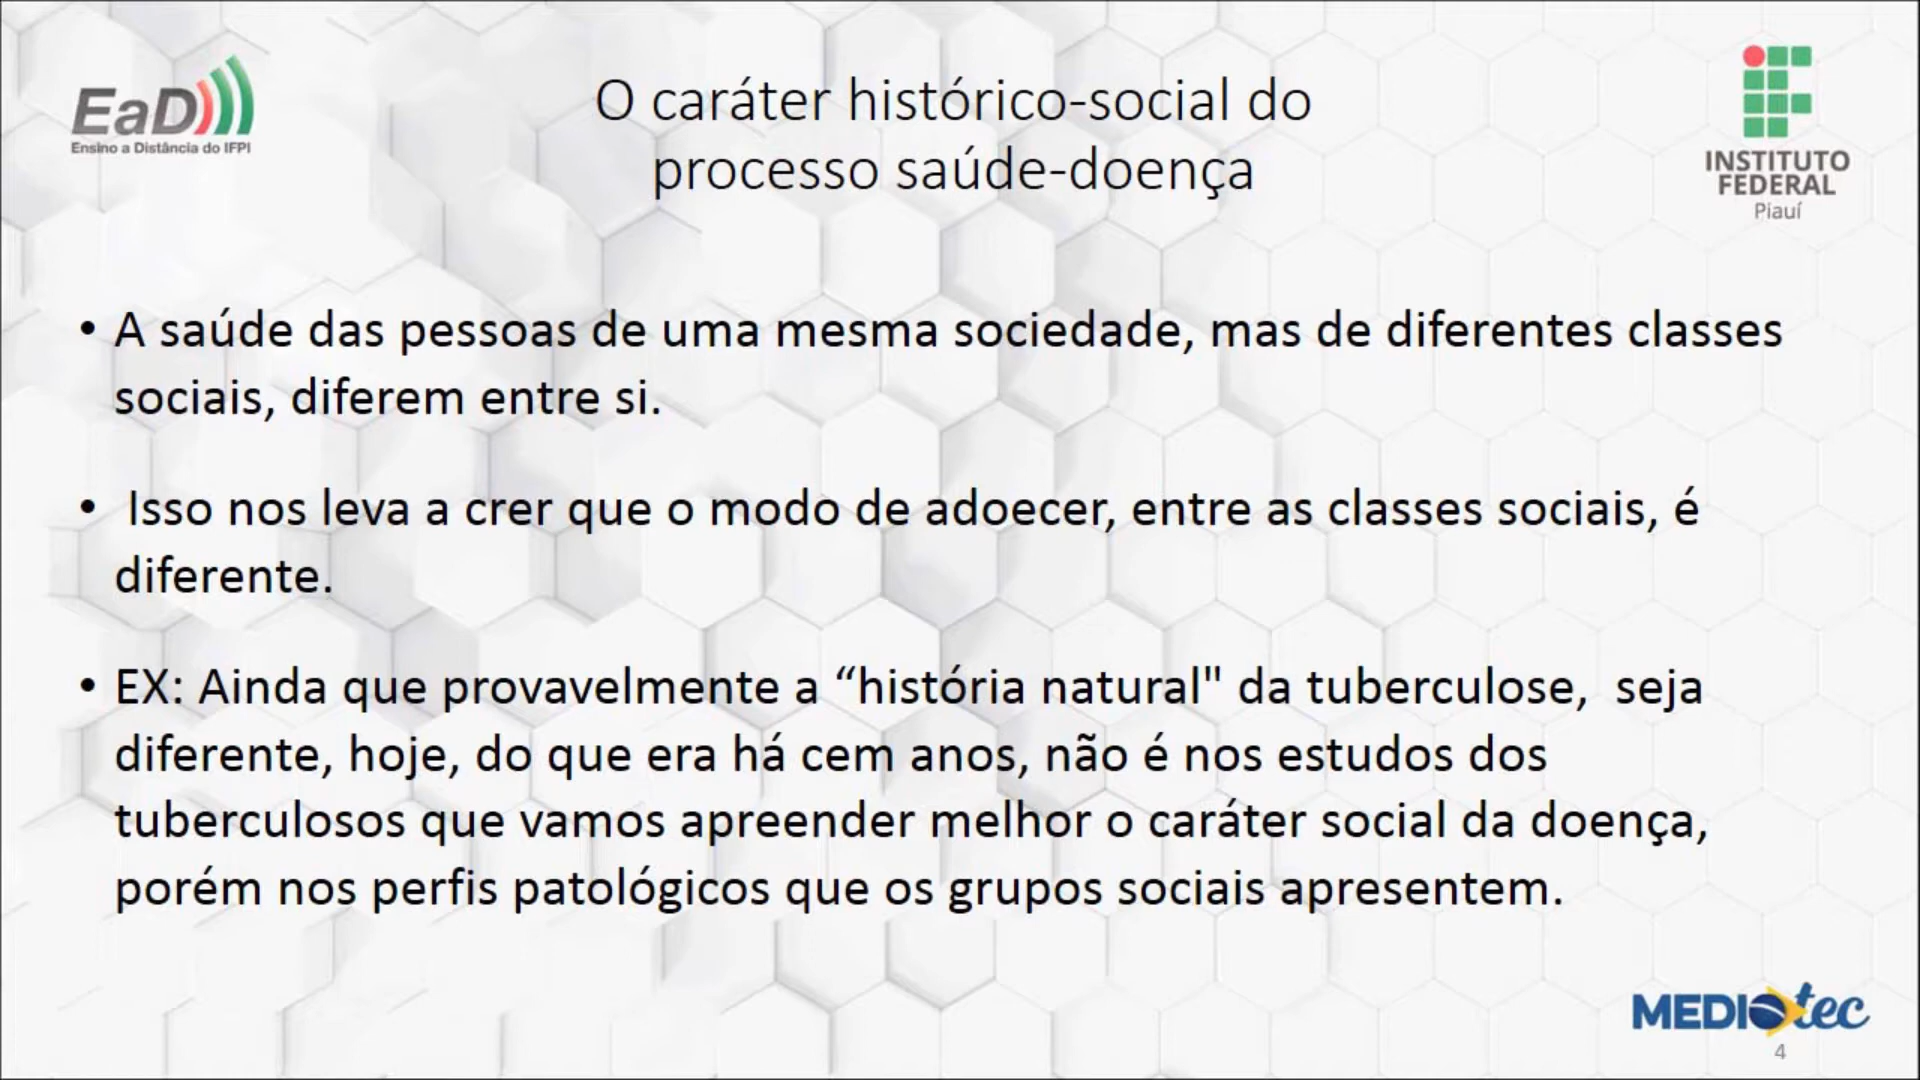 EaD
Ensino a Distância do IFPI
O caráter histórico-social do
processo saúde-doença
INSTITUTO
FEDERAL
Piauí
• A saúde das pessoas de uma mesma sociedade, mas de diferentes classes
sociais, diferem entre si.
• Isso nos leva a crer que o modo de adoecer, entre as classes sociais, é
diferente.
• EX: Ainda que provavelmente a “história natural" da tuberculose, seja
diferente, hoje, do que era há cem anos, não é nos estudos dos
tuberculosos que vamos apreender melhor o caráter social da doença,
porém nos perfis patológicos que os grupos sociais apresentem.
MEDIOtec
4